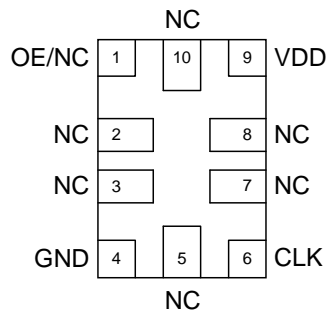 NC
OE/NC 1 10 9 VDD
NC 2 8 NC
NC 3 7 NC
GND 4 5 6 CLK
NC